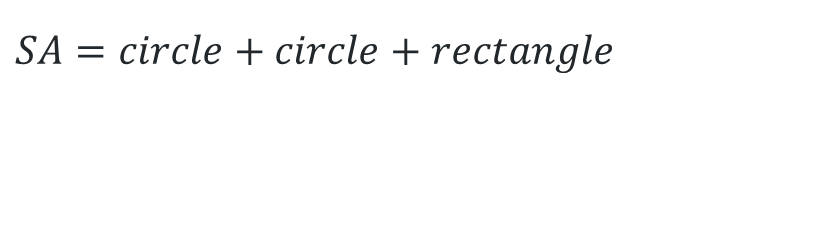 SA = circle + circle + rectangle